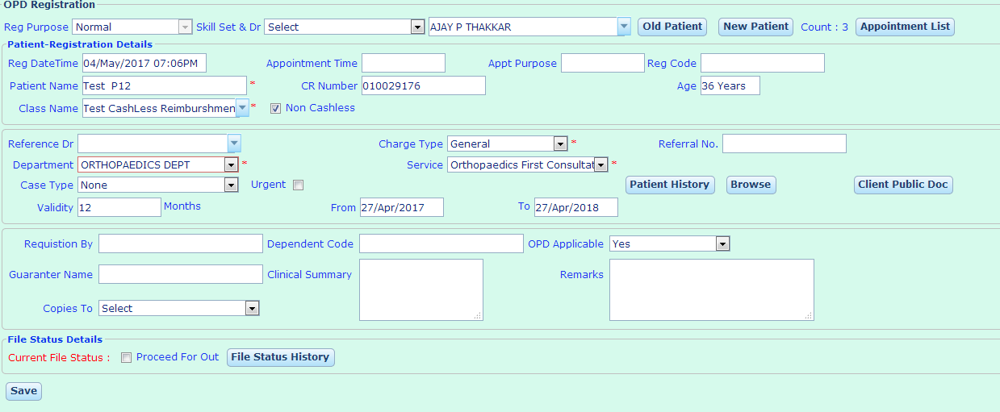 OPD Registration
Reg Purpose Normal Skill Set & Dr Select AJAY P THAKKAR Old Patient New Patient Count : 3 Appointment List
Patient-Registration Details
Reg DateTime 04/May/2017 07:06PM Appointment Time Appt Purpose Reg Code
Patient Name Test P12 * CR Number 010029176 Age 36 Years
Class Name Test CashLess Reimburshmen * Non Cashless
Reference Dr Charge Type General * Referral No.
Department ORTHOPAEDICS DEPT * Service Orthopaedics First Consultat *
Case Type None Urgent Patient History Browse Client Public Doc
Validity 12 Months From 27/Apr/2017 To 27/Apr/2018
Requistion By Dependent Code OPD Applicable Yes
Guaranter Name Clinical Summary Remarks
Copies To Select
File Status Details
Current File Status : Proceed For Out File Status History
Save